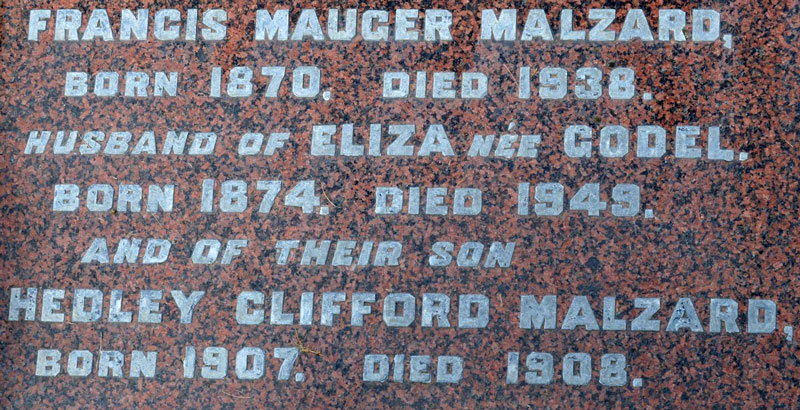 FRANCIS MAUGER MALZARD,
BORN 1870. DIED 1938.
HUSBAND OF ELIZA NÉE GODEL.
BORN 1874. DIED 1949.
AND OF THEIR SON
HEDLEY CLIFFORD MALZARD,
BORN 1907. DIED 1908.